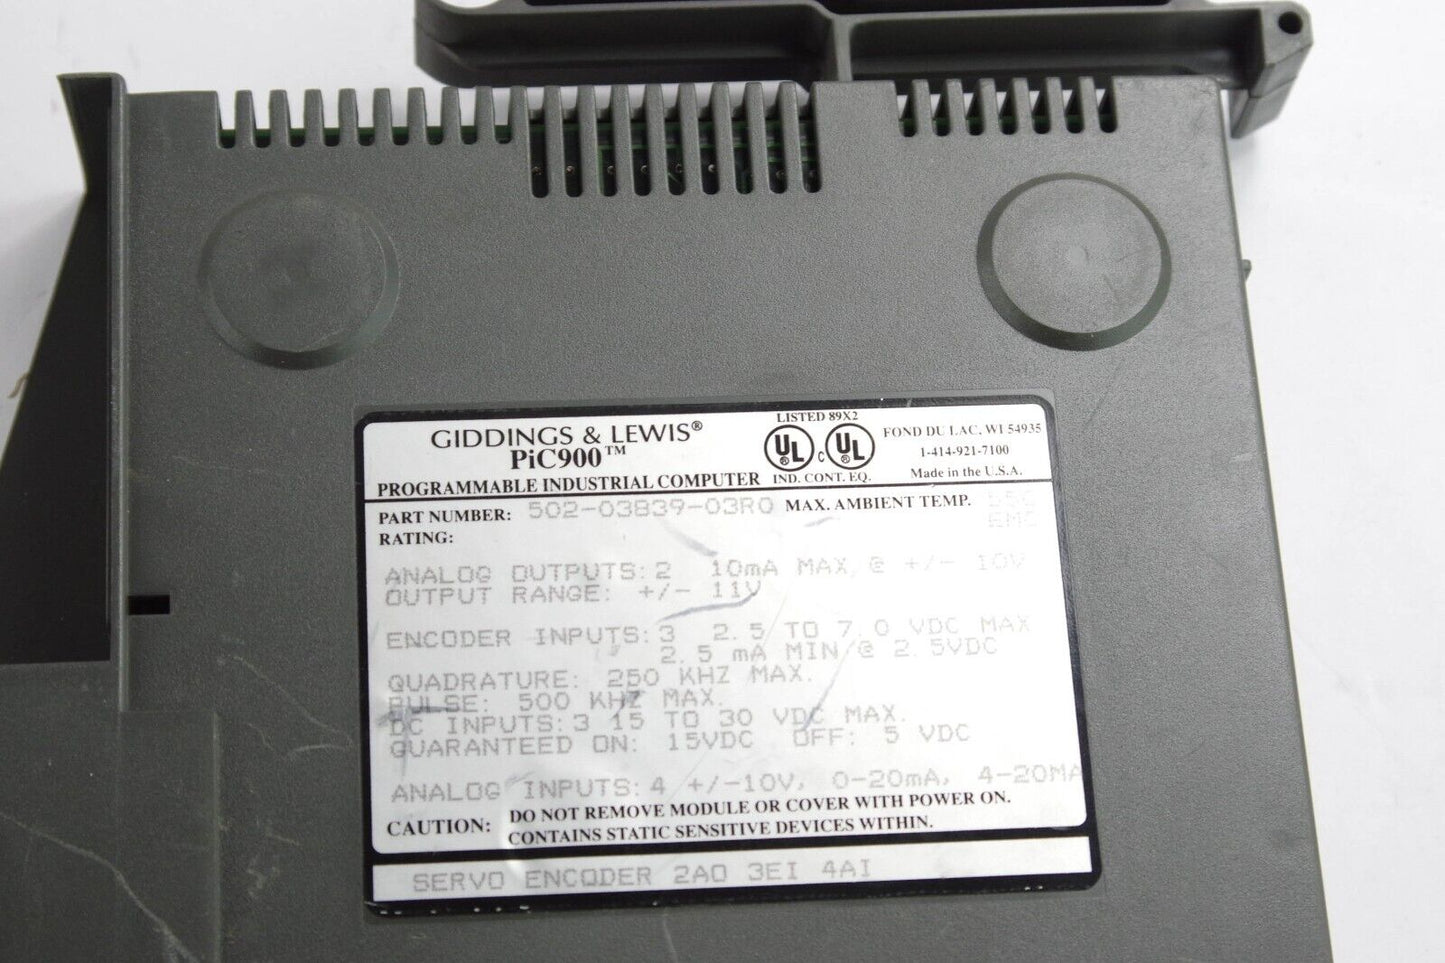 GIDDINGS & LEWIS®
PiC900™
PROGRAMMABLE INDUSTRIAL COMPUTER
LISTED 89X2
UL c UL
IND. CONT. EQ.
FOND DU LAC, WI 54935
1-414-921-7100
Made in the U.S.A.
PART NUMBER: 502-03839-03R0 MAX. AMBIENT TEMP. 55C
RATING: EMC
ANALOG OUTPUTS: 2 10mA MAX @ +/- 10V
OUTPUT RANGE: +/- 11V
ENCODER INPUTS: 3 2.5 TO 7.0 VDC MAX
2.5 mA MIN @ 2.5VDC
QUADRATURE: 250 KHZ MAX.
PULSE: 500 KHZ MAX.
DC INPUTS: 3 15 TO 30 VDC MAX.
GUARANTEED ON: 15VDC OFF: 5 VDC
ANALOG INPUTS: 4 +/-10V, 0-20mA, 4-20MA
CAUTION: DO NOT REMOVE MODULE OR COVER WITH POWER ON.
CONTAINS STATIC SENSITIVE DEVICES WITHIN.
SERVO ENCODER 2AO 3EI 4AI